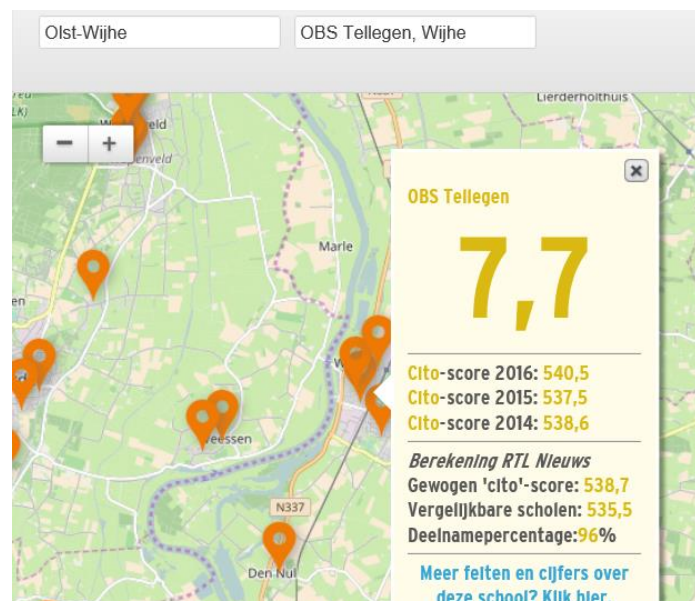 Olst-Wijhe
OBS Tellegen, Wijhe
Lierderholthuis
− +
Marle
Veessen
N337
Den Nul
OBS Tellegen
7,7
Cito-score 2016: 540,5
Cito-score 2015: 537,5
Cito-score 2014: 538,6
Berekening RTL Nieuws
Gewogen 'cito'-score: 538,7
Vergelijkbare scholen: 535,5
Deelnamepercentage:96%
Meer feiten en cijfers over
deze school? Klik hier.